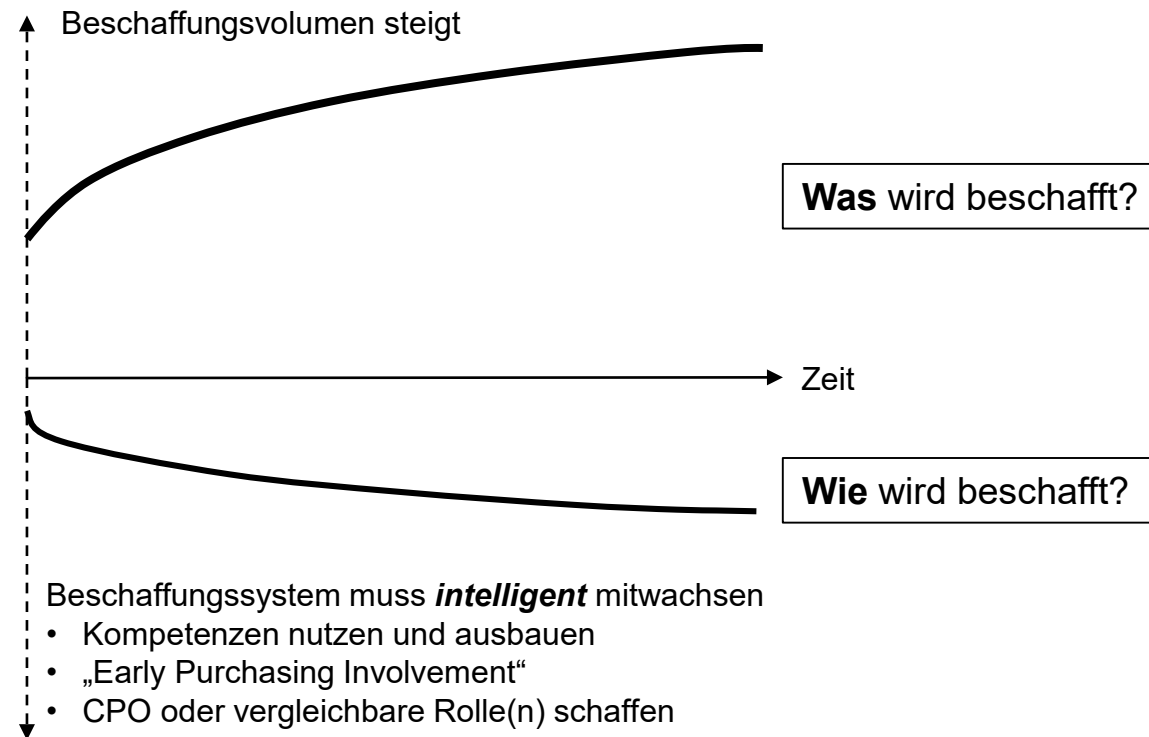 Beschaffungsvolumen steigt
Was wird beschafft?
Zeit
Wie wird beschafft?
Beschaffungssystem muss intelligent mitwachsen
• Kompetenzen nutzen und ausbauen
• „Early Purchasing Involvement“
• CPO oder vergleichbare Rolle(n) schaffen